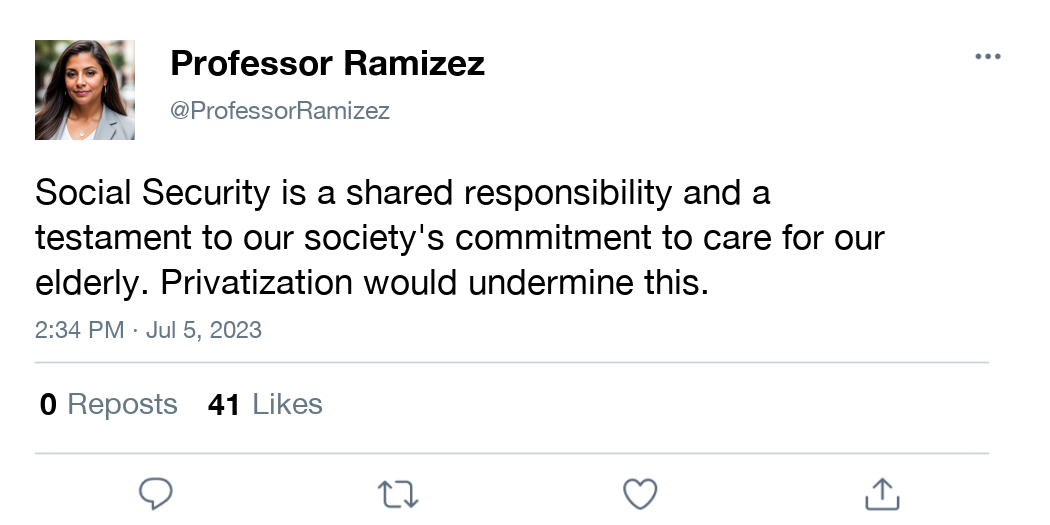 Professor Ramizez
@ProfessorRamizez
Social Security is a shared responsibility and a
testament to our society's commitment to care for our
elderly. Privatization would undermine this.
2:34 PM · Jul 5, 2023
0 Reposts 41 Likes